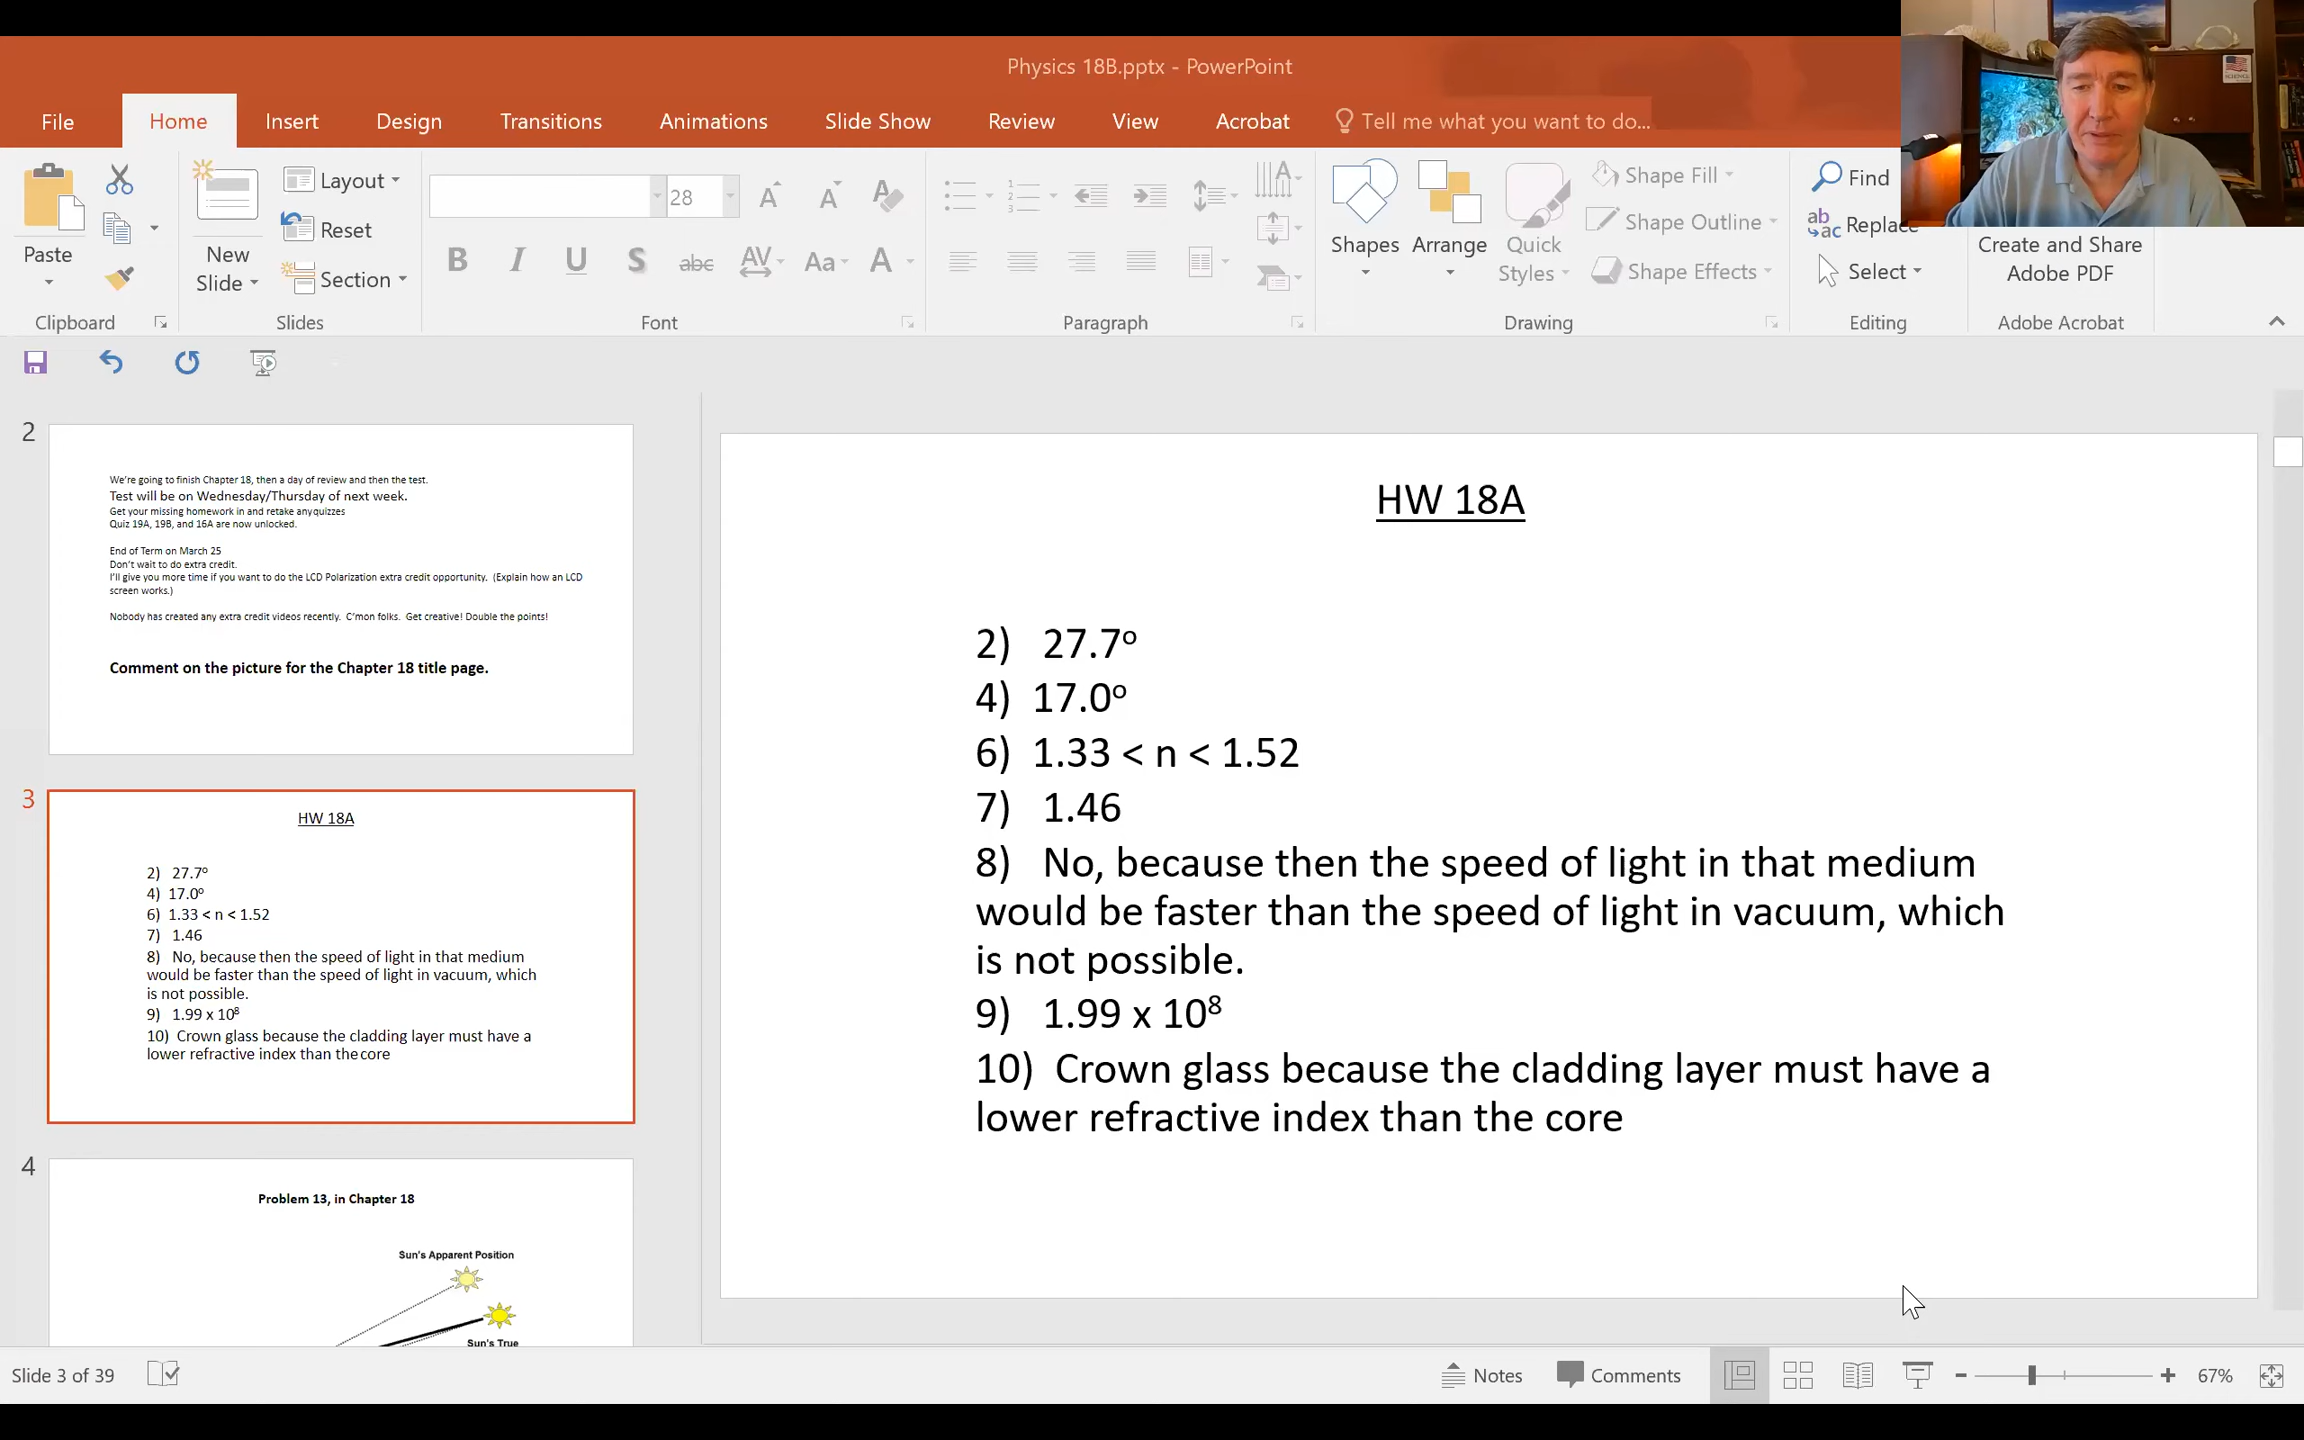 Physics 18B.pptx - PowerPoint
File Home Insert Design Transitions Animations Slide Show Review View Acrobat Tell me what you want to do...
Paste
New Slide
Layout
Reset
Section
28
B I U S abc AV Aa A
Shapes
Arrange
Quick Styles
Shape Fill
Shape Outline
Shape Effects
Find
Replace
Select
Create and Share
Adobe PDF
Clipboard Slides Font Paragraph Drawing Editing Adobe Acrobat
2
We're going to finish Chapter 18, then a day of review and then the test.
Test will be on Wednesday/Thursday of next week.
Get your missing homework in and retake anyquizzes
Quiz 19A, 19B, and 16A are now unlocked.
End of Term on March 25
Don't wait to do extra credit.
I'll give you more time if you want to do the LCD Polarization extra credit opportunity. (Explain how an LCD
screen works.)
Nobody has created any extra credit videos recently. C'mon folks. Get creative! Double the points!
Comment on the picture for the Chapter 18 title page.
3
HW 18A
2) 27.7º
4) 17.0º
6) 1.33 < n < 1.52
7) 1.46
8) No, because then the speed of light in that medium
would be faster than the speed of light in vacuum, which
is not possible.
9) 1.99 x 10⁸
10) Crown glass because the cladding layer must have a
lower refractive index than the core
4
Problem 13, in Chapter 18
Sun's Apparent Position
Sun's True
HW 18A
2) 27.7º
4) 17.0º
6) 1.33 < n < 1.52
7) 1.46
8) No, because then the speed of light in that medium
would be faster than the speed of light in vacuum, which
is not possible.
9) 1.99 x 10⁸
10) Crown glass because the cladding layer must have a
lower refractive index than the core
Slide 3 of 39
Notes Comments 67%